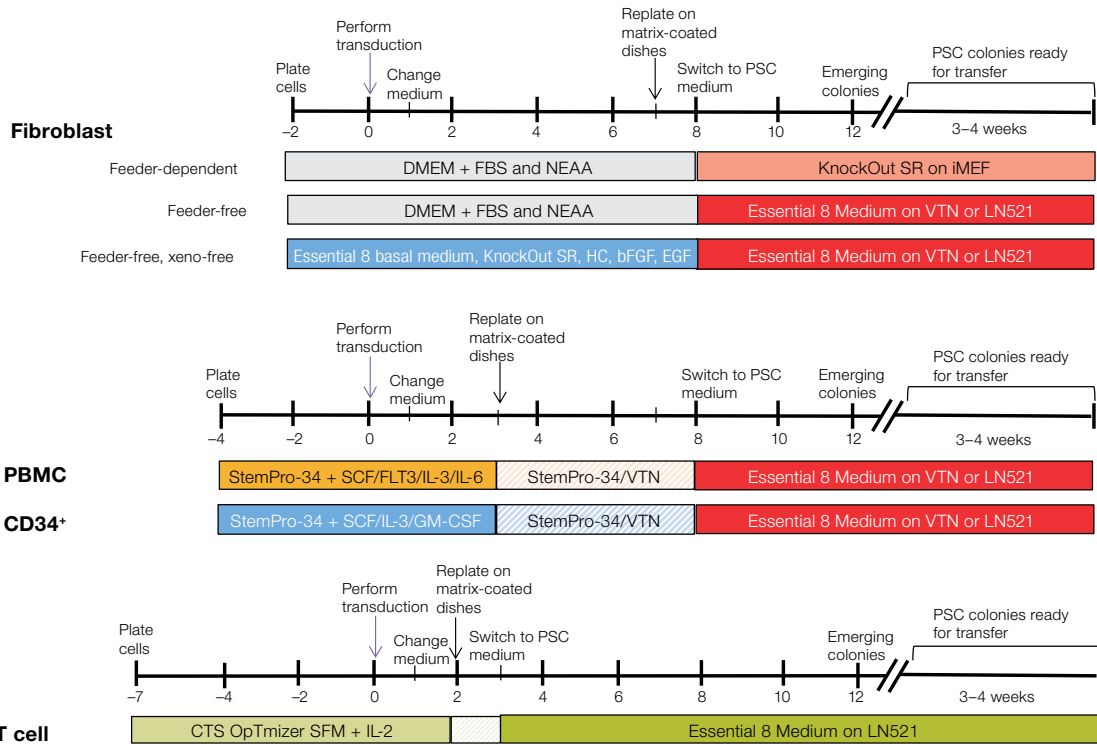 Perform
transduction
Replate on
matrix-coated
dishes
Plate
cells
Change
medium
Switch to PSC
medium
Emerging
colonies
PSC colonies ready
for transfer
Fibroblast
–2 0 2 4 6 8 10 12 3–4 weeks
Feeder-dependent DMEM + FBS and NEAA KnockOut SR on iMEF
Feeder-free DMEM + FBS and NEAA Essential 8 Medium on VTN or LN521
Feeder-free, xeno-free Essential 8 basal medium, KnockOut SR, HC, bFGF, EGF Essential 8 Medium on VTN or LN521
Perform
transduction
Replate on
matrix-coated
dishes
Plate
cells
Change
medium
Switch to PSC
medium
Emerging
colonies
PSC colonies ready
for transfer
–4 –2 0 2 4 6 8 10 12 3–4 weeks
PBMC StemPro-34 + SCF/FLT3/IL-3/IL-6 StemPro-34/VTN Essential 8 Medium on VTN or LN521
CD34+ StemPro-34 + SCF/IL-3/GM-CSF StemPro-34/VTN Essential 8 Medium on VTN or LN521
Perform
transduction
Replate on
matrix-coated
dishes
Plate
cells
Change
medium
Switch to PSC
medium
Emerging
colonies
PSC colonies ready
for transfer
–7 –4 –2 0 2 4 6 8 10 12 3–4 weeks
T cell CTS OpTmizer SFM + IL-2 Essential 8 Medium on LN521